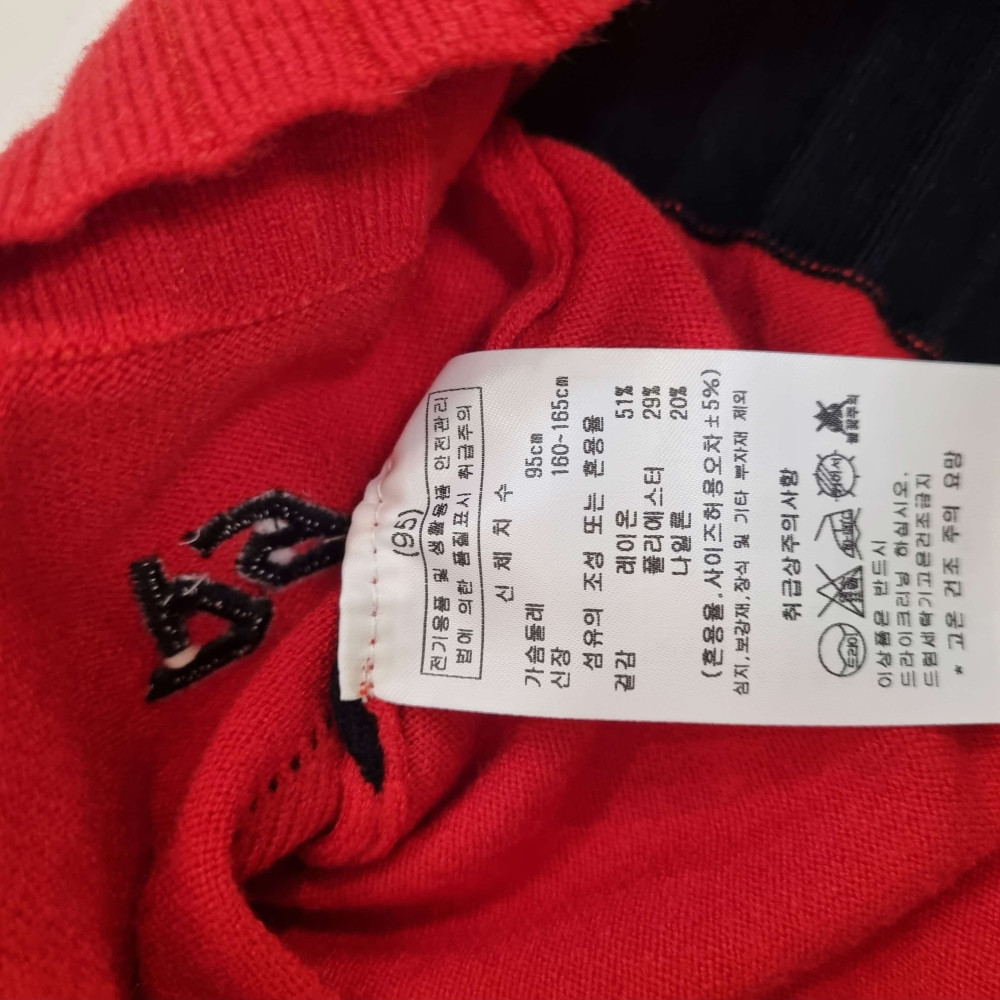 (95)
전기용품 및 생활용품 안전관리
법에 의한 품질표시 취급주의
신 체 치 수
가슴둘레 95cm
신장 160~165cm
섬유의 조성 또는 혼용율
겉감 레이온 51%
폴리에스터 29%
나일론 20%
(혼용율,사이즈허용오차±5%)
심지,보강재,장식 및 기타 부자재 제외
취급상주의사항
드라이
이상품은 반드시
드라이크리닝 하십시오.
드럼세탁기고온건조금지
* 고온 건조 주의 요망